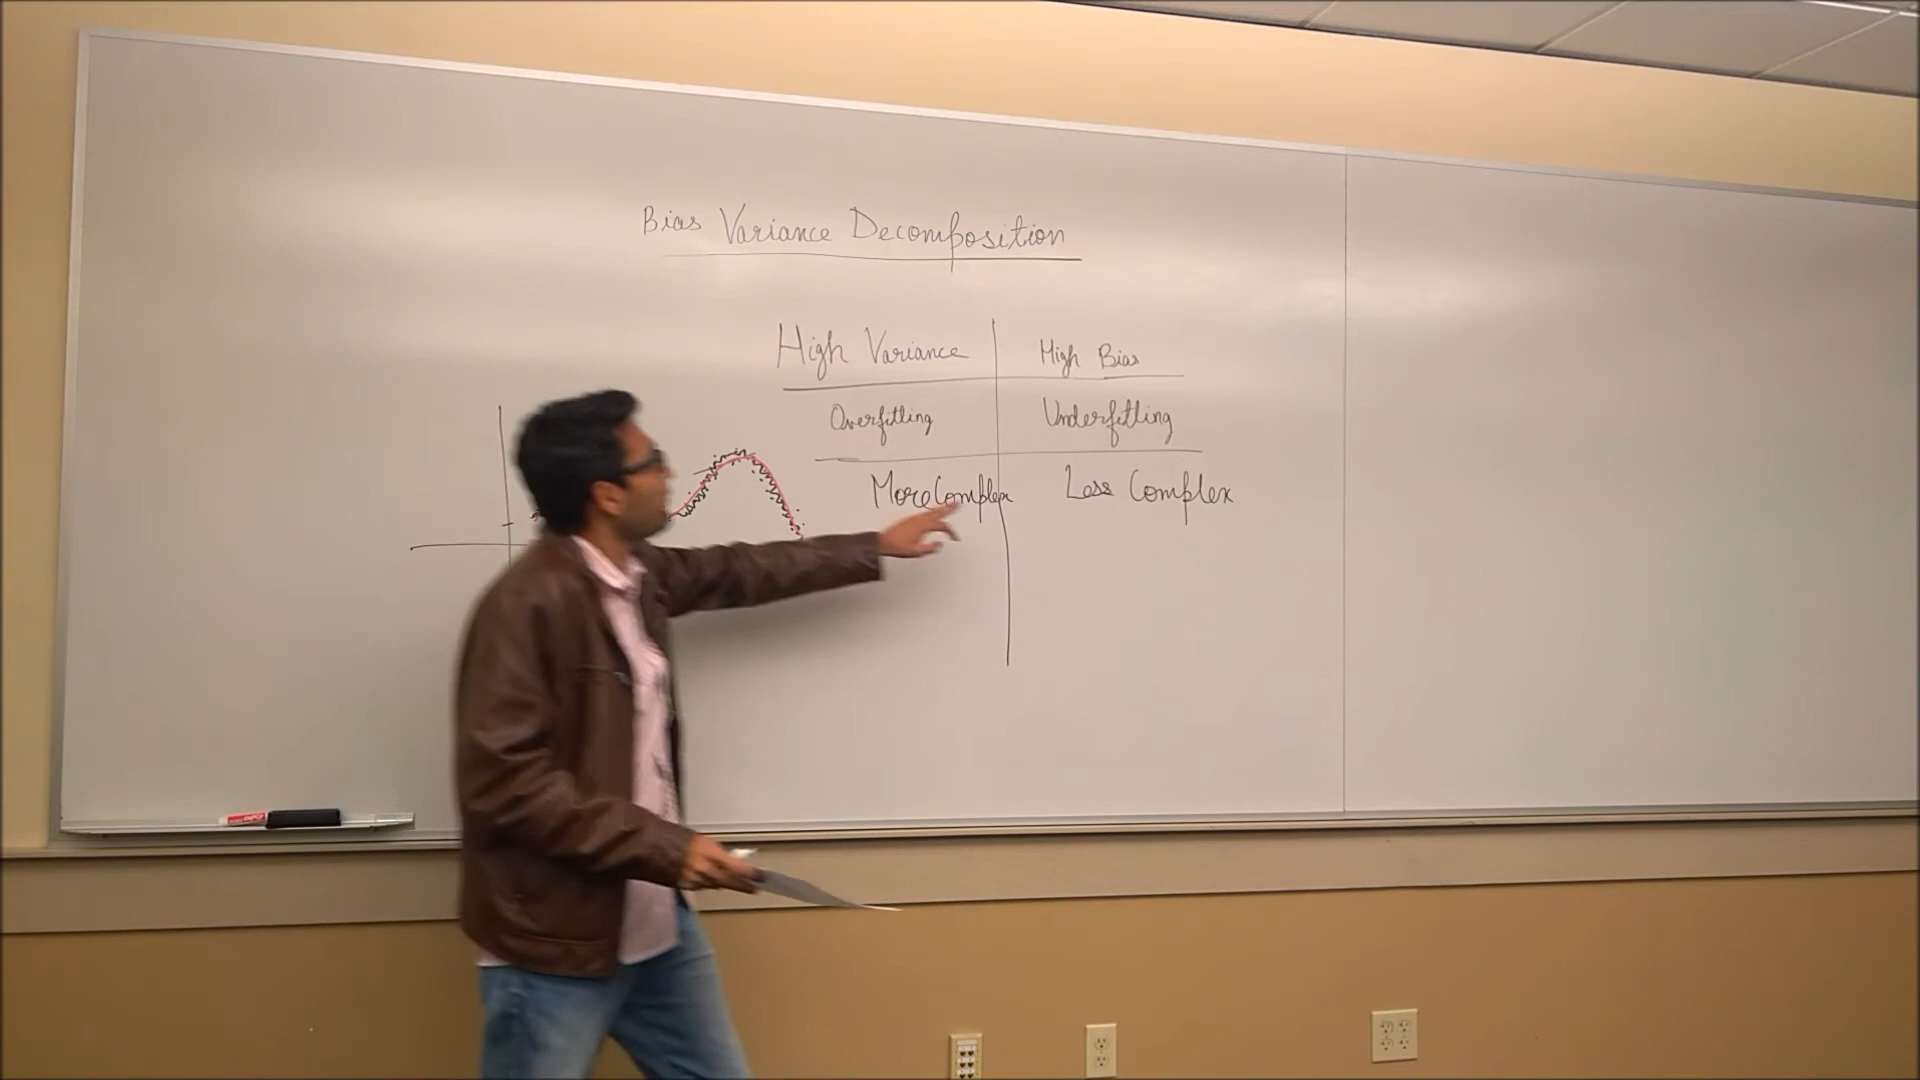 Bias Variance Decomposition
High Variance High Bias
Overfitting Underfitting
More Complex Less Complex